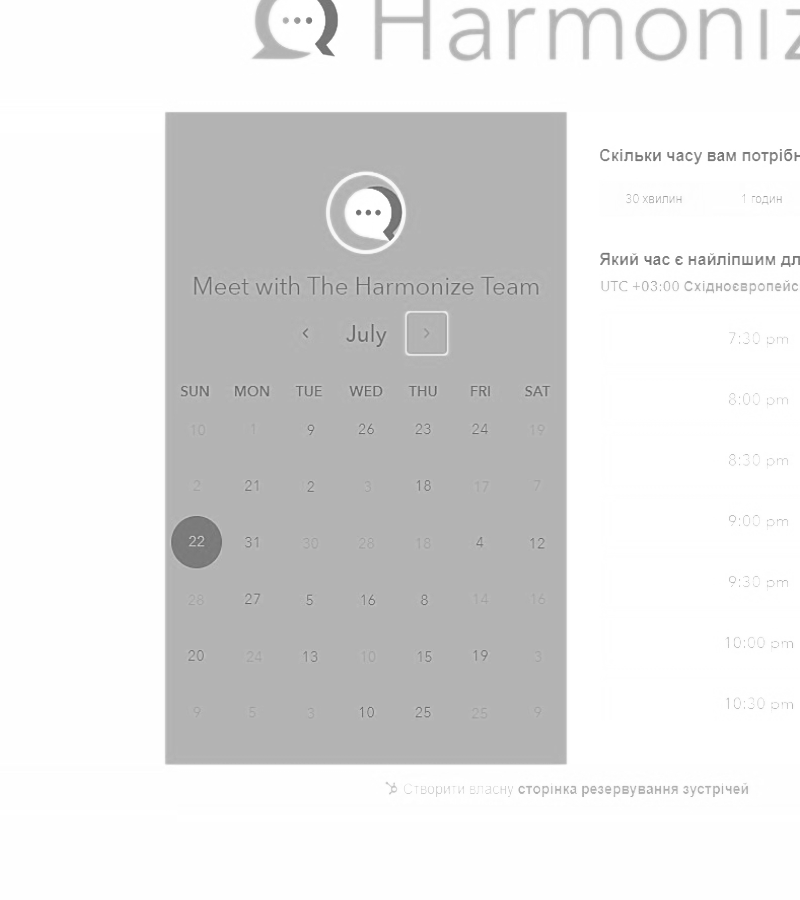 Harmoniz
Скільки часу вам потрібн
30 хвилин 1 годин
Meet with The Harmonize Team
Який час є найліпшим дл
UTC +03:00 Східноєвропейс
July
7:30 pm
SUN MON TUE WED THU FRI SAT
8:00 pm
10 1 9 26 23 24 19
8:30 pm
2 21 2 3 18 17 7
9:00 pm
22 31 30 28 18 4 12
9:30 pm
28 27 5 16 8 14 16
10:00 pm
20 24 13 10 15 19 3
10:30 pm
9 5 3 10 25 25 9
Створити власну сторінка резервування зустрічей